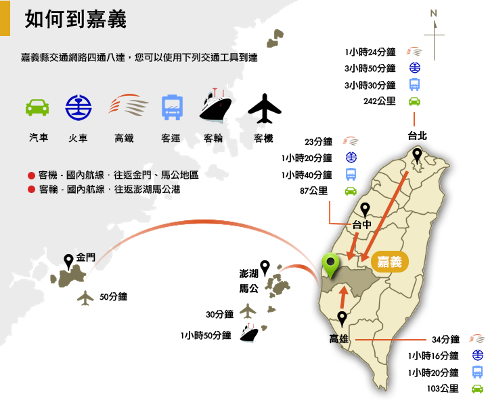 如何到嘉義
嘉義縣交通網路四通八達，您可以使用下列交通工具到達
汽車 火車 高鐵 客運 客輪 客機
客機 - 國內航線，往返金門、馬公地區
客輪 - 國內航線，往返澎湖馬公港
N
1小時24分鐘
3小時50分鐘
3小時30分鐘
242公里
台北
23分鐘
1小時20分鐘
1小時40分鐘
87公里
台中
嘉義
金門
50分鐘
澎湖
馬公
30分鐘
1小時50分鐘
高雄
34分鐘
1小時16分鐘
1小時20分鐘
103公里